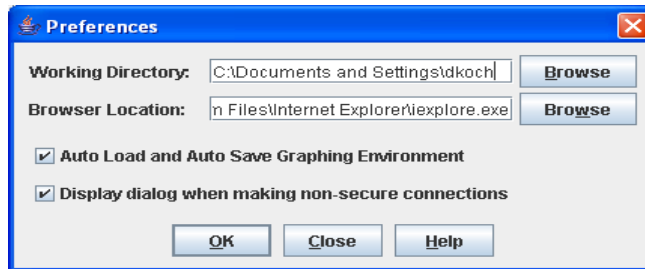 Preferences
Working Directory: C:\Documents and Settings\dkoch Browse
Browser Location: n Files\Internet Explorer\iexplore.exe Browse
Auto Load and Auto Save Graphing Environment
Display dialog when making non-secure connections
OK Close Help